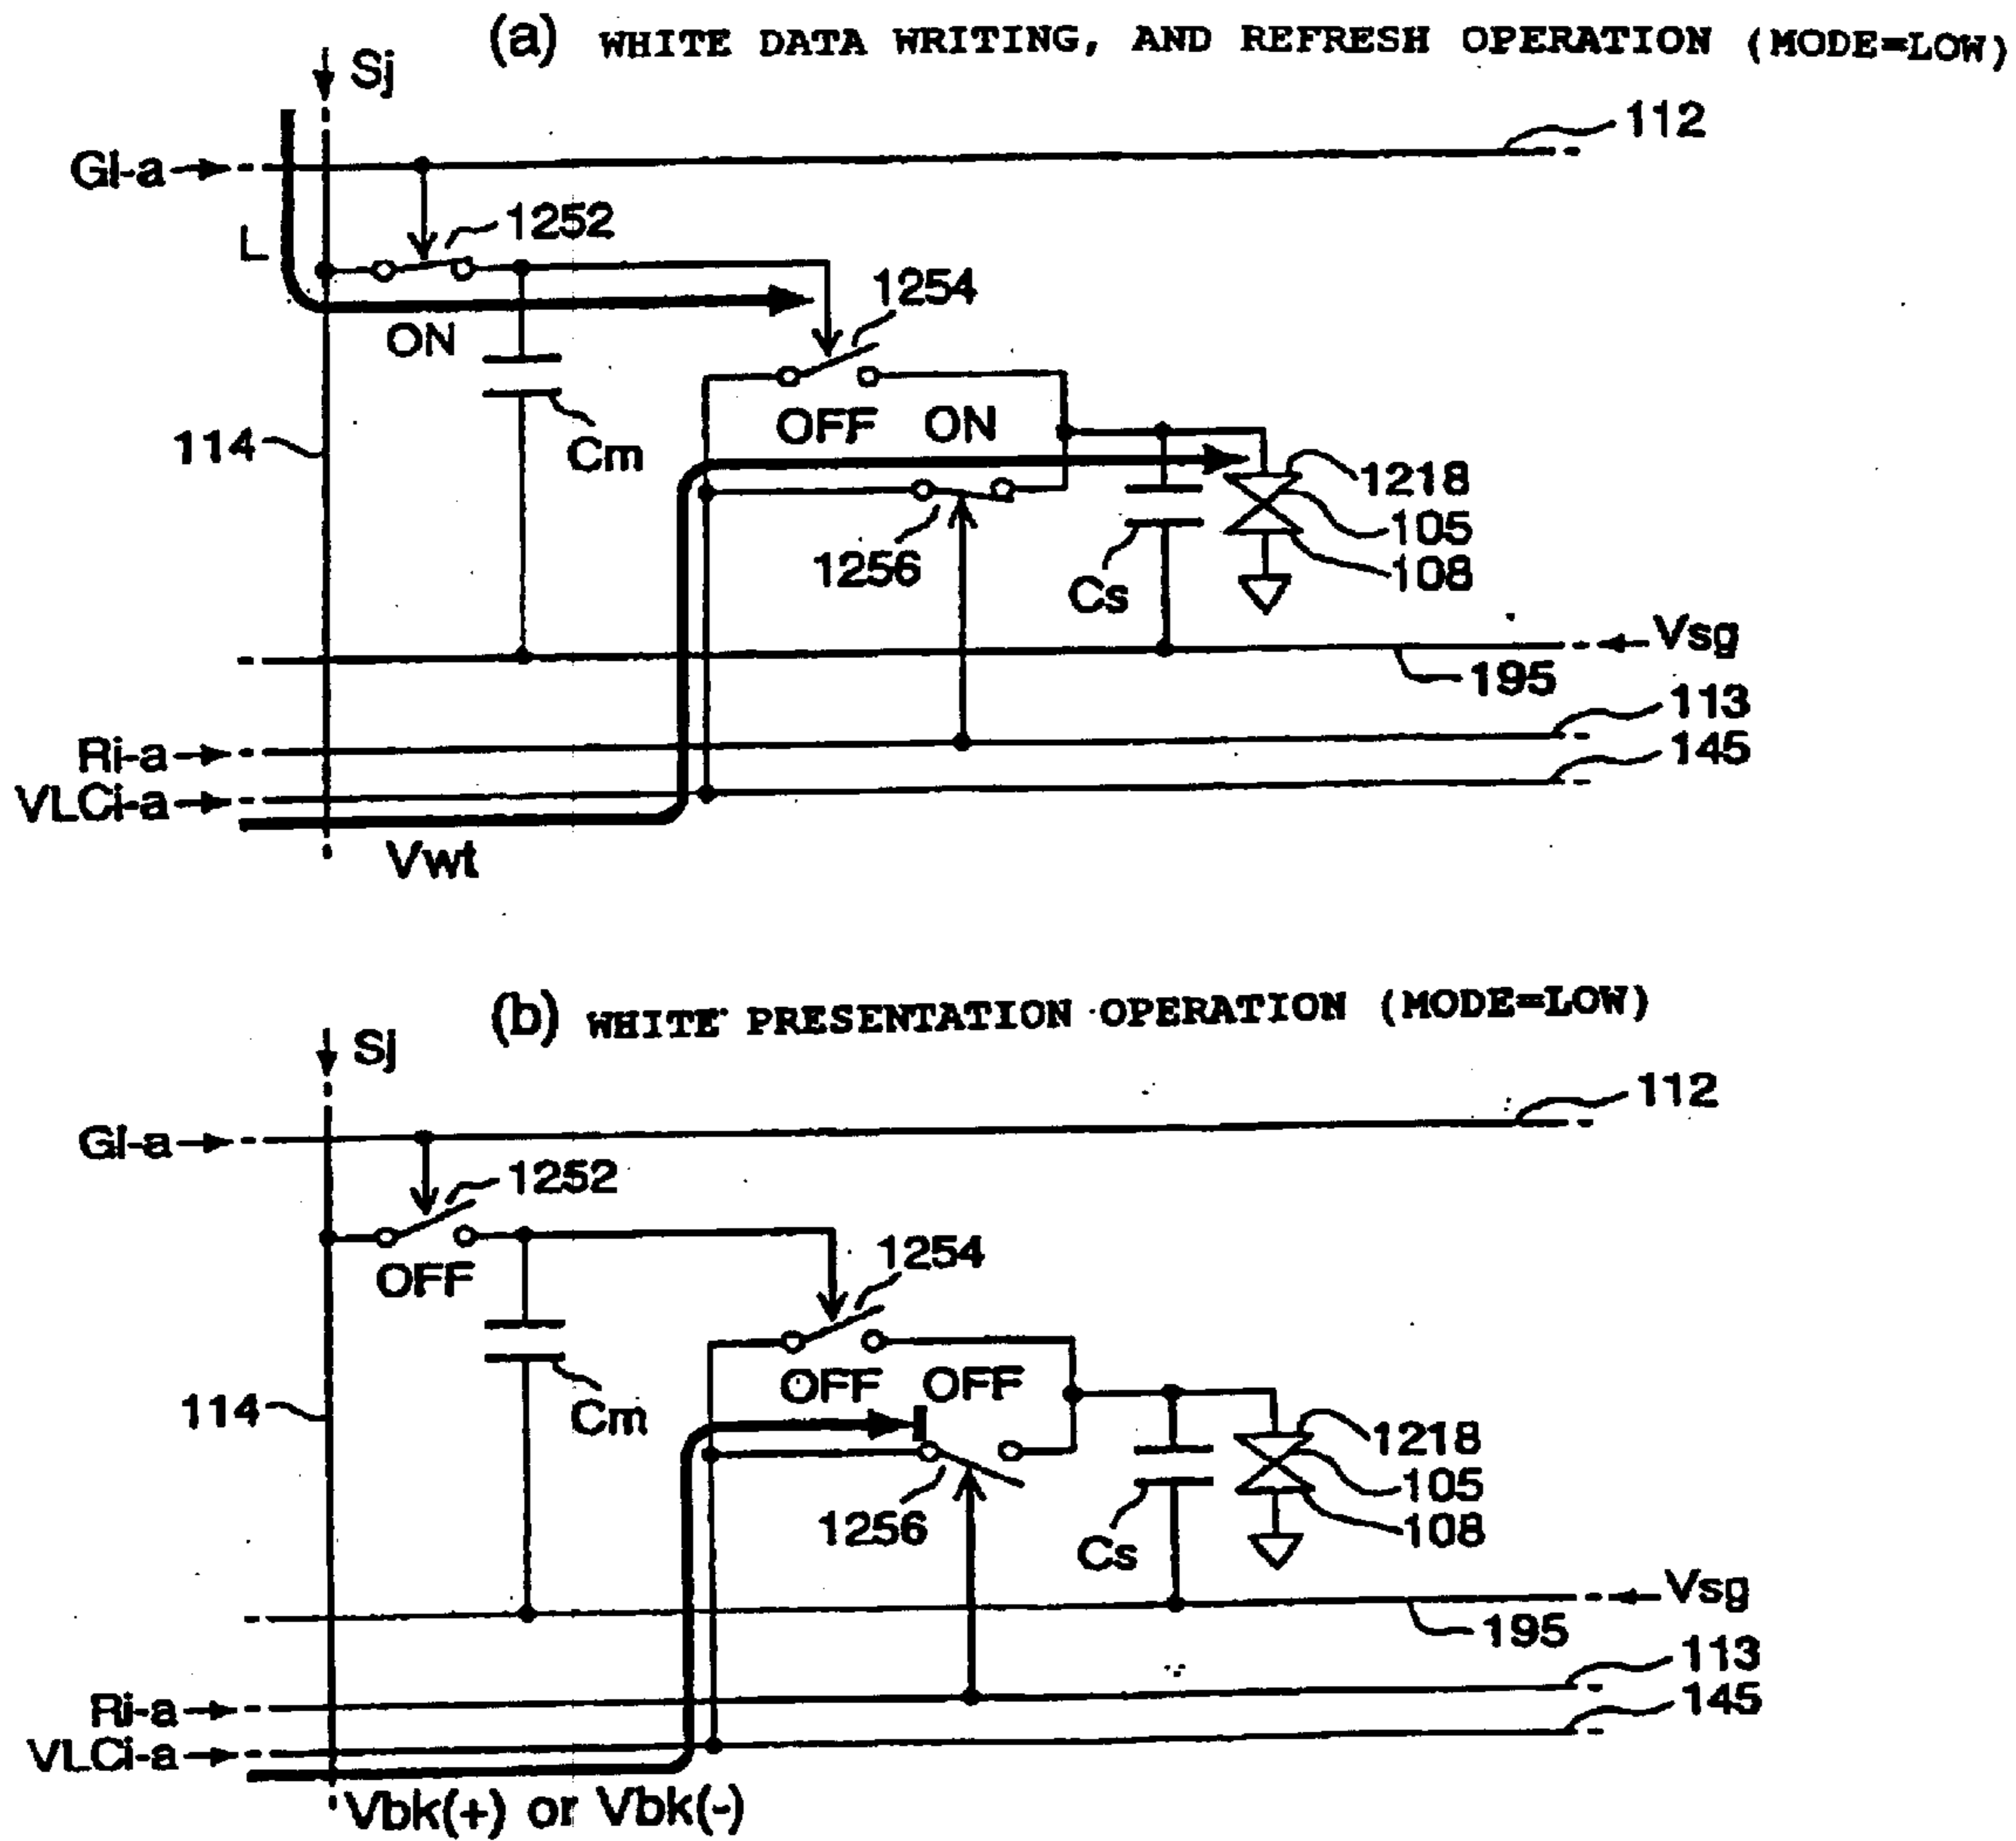 (a) WHITE DATA WRITING, AND REFRESH OPERATION (MODE=LOW)
Sj
112
Gi-a
1252
L
1254
ON
OFF ON
114
Cm
1218
105
1256
108
Cs
Vsg
195
113
Ri-a
145
VLCi-a
Vwt
(b) WHITE PRESENTATION OPERATION (MODE=LOW)
Sj
112
Gi-a
1252
1254
OFF
OFF OFF
114
Cm
1218
105
1256
108
Cs
Vsg
195
113
Ri-a
145
VLCi-a
Vbk(+) or Vbk(-)